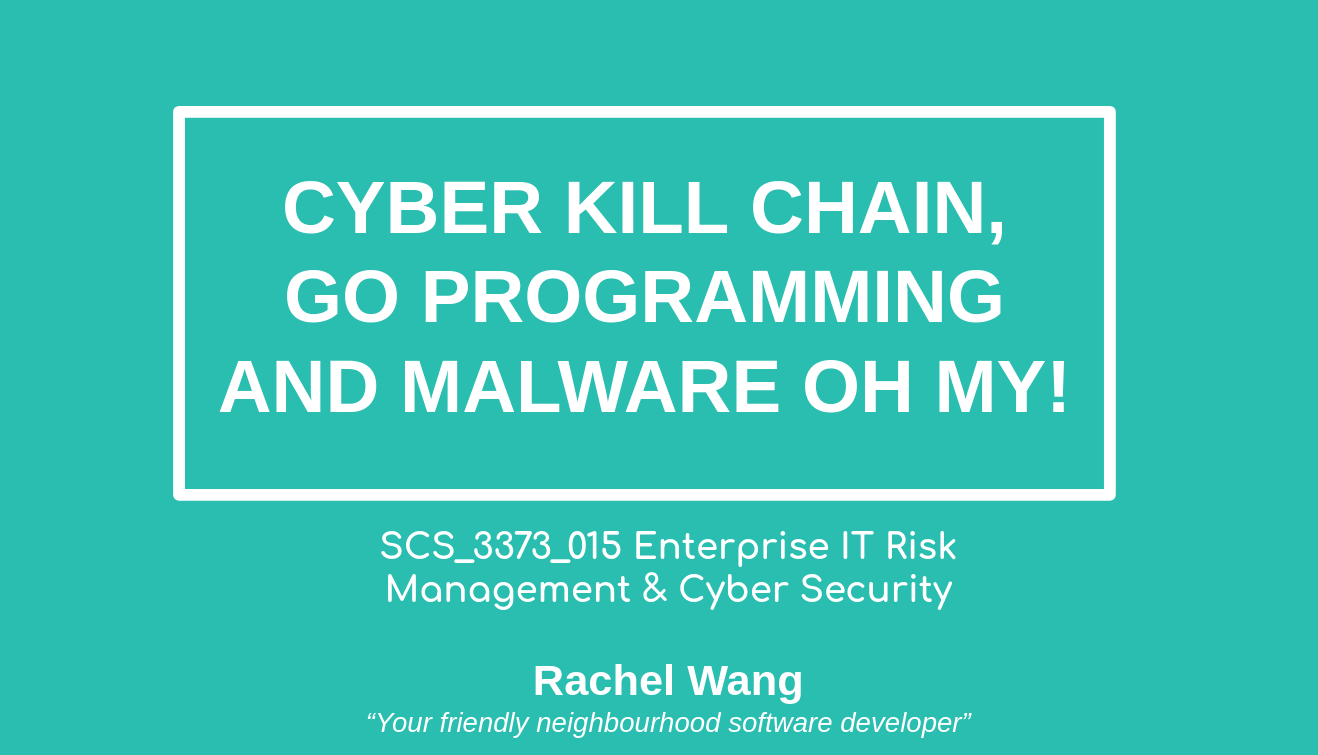 CYBER KILL CHAIN,
GO PROGRAMMING
AND MALWARE OH MY!
SCS_3373_015 Enterprise IT Risk
Management & Cyber Security
Rachel Wang
“Your friendly neighbourhood software developer”